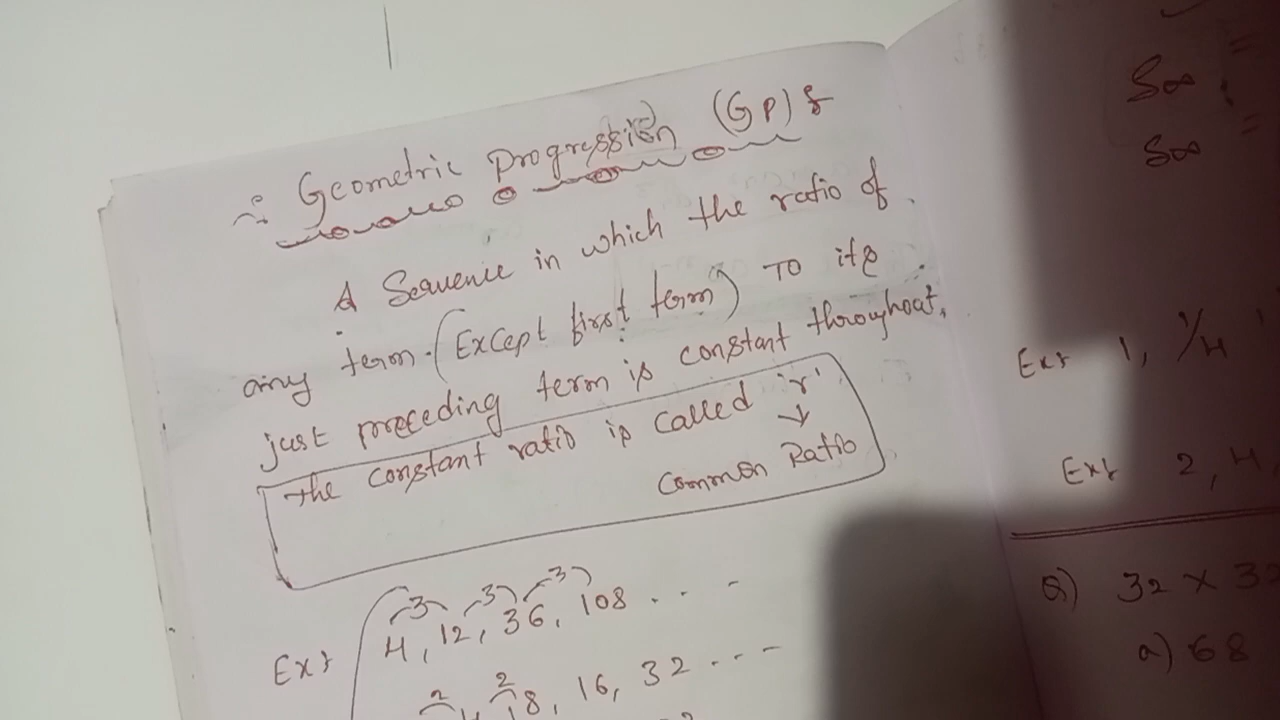 Geometric Progression (GP) :
A Sequence in which the ratio of
any term (Except first term) To its
just preceding term is constant throughout.
The constant ratio is called 'r'
↓
Common Ratio
3 3 3
Ex: 4, 12, 36, 108 . . -
2 2
8, 16, 32 ---
S∞ =
S∞ =
Ex: 1, 1/4
Ex: 2, 4
Q) 32 x 3
a) 68